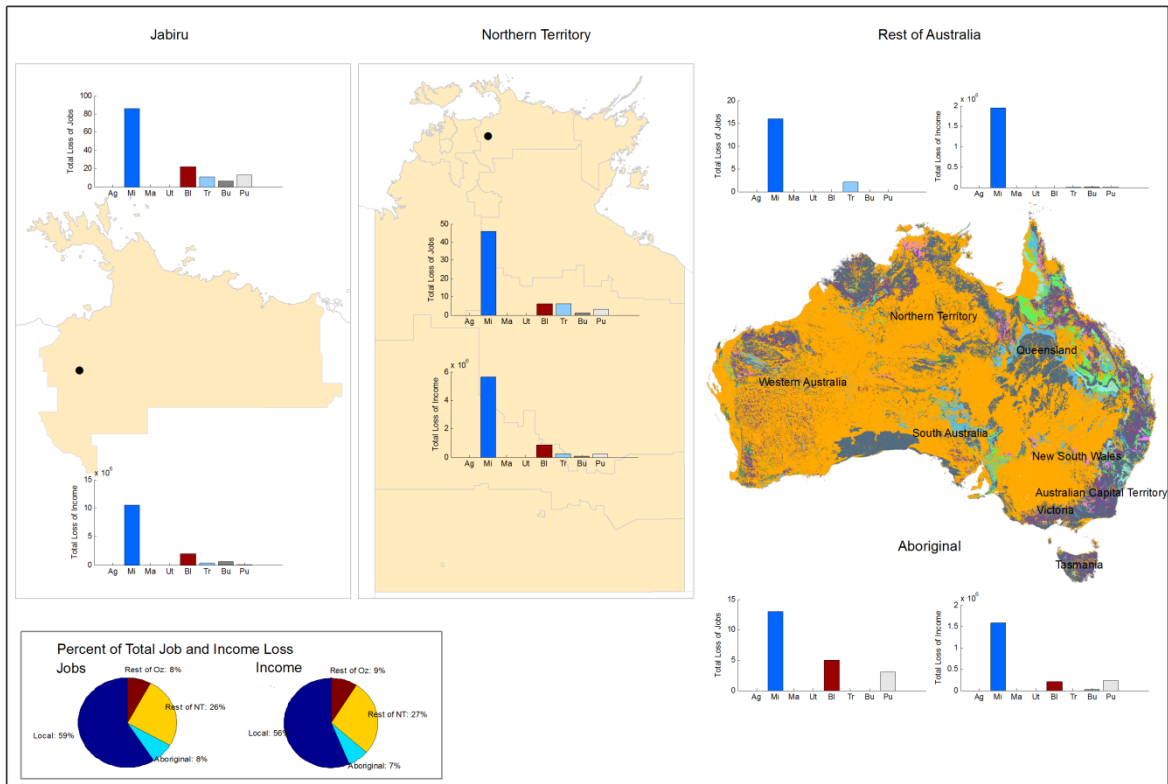 Jabiru
Northern Territory
Rest of Australia
Total Loss of Jobs
100
80
60
40
20
0
Ag Mi Ma Ut Bl Tr Bu Pu
x 10⁶
Total Loss of Income
15
10
5
0
Ag Mi Ma Ut Bl Tr Bu Pu
Total Loss of Jobs
50
40
30
20
10
0
Ag Mi Ma Ut Bl Tr Bu Pu
x 10⁶
Total Loss of Income
6
4
2
0
Ag Mi Ma Ut Bl Tr Bu Pu
Total Loss of Jobs
20
15
10
5
0
Ag Mi Ma Ut Bl Tr Bu Pu
x 10⁶
Total Loss of Income
2
1.5
1
0.5
0
Ag Mi Ma Ut Bl Tr Bu Pu
Northern Territory
Queensland
Western Australia
South Australia
New South Wales
Australian Capital Territory
Victoria
Tasmania
Aboriginal
Total Loss of Jobs
15
10
5
0
Ag Mi Ma Ut Bl Tr Bu Pu
x 10⁶
Total Loss of Income
2
1.5
1
0.5
0
Ag Mi Ma Ut Bl Tr Bu Pu
Percent of Total Job and Income Loss
Jobs
Rest of Oz: 8%
Rest of NT: 26%
Local: 59%
Aboriginal: 8%
Income
Rest of Oz: 9%
Rest of NT: 27%
Local: 56%
Aboriginal: 7%